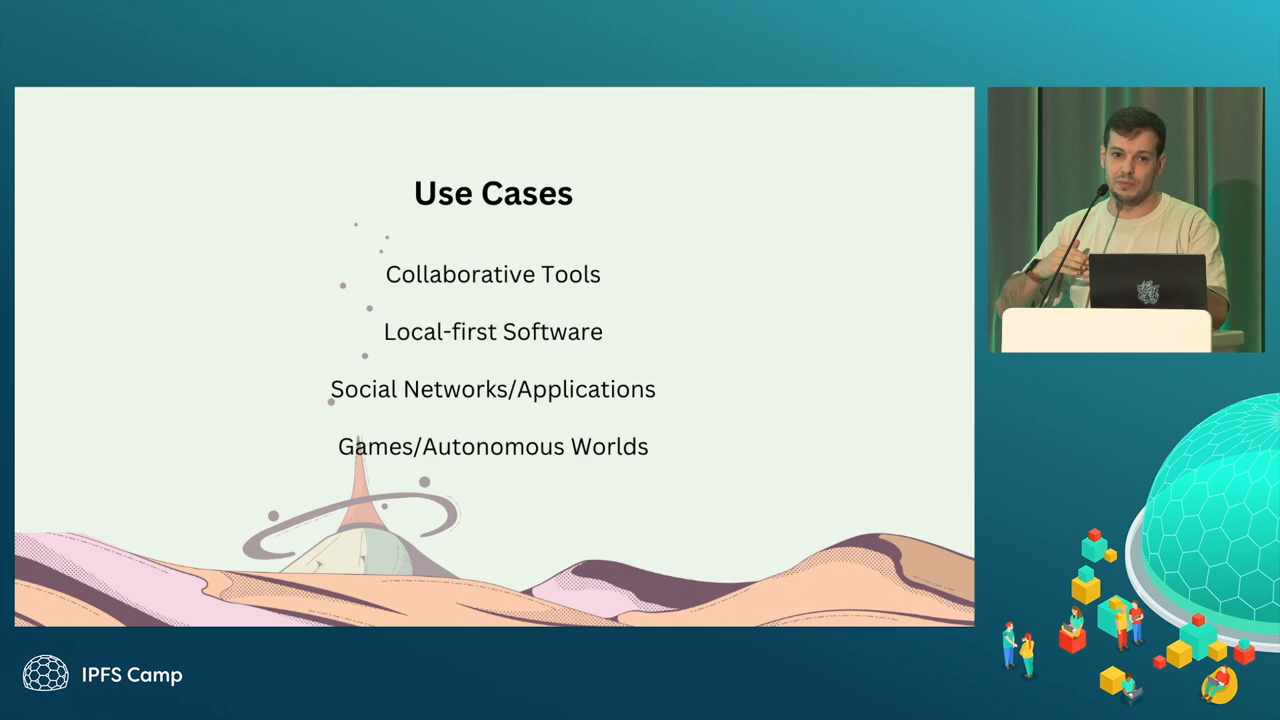 Use Cases
Collaborative Tools
Local-first Software
Social Networks/Applications
Games/Autonomous Worlds
IPFS Camp